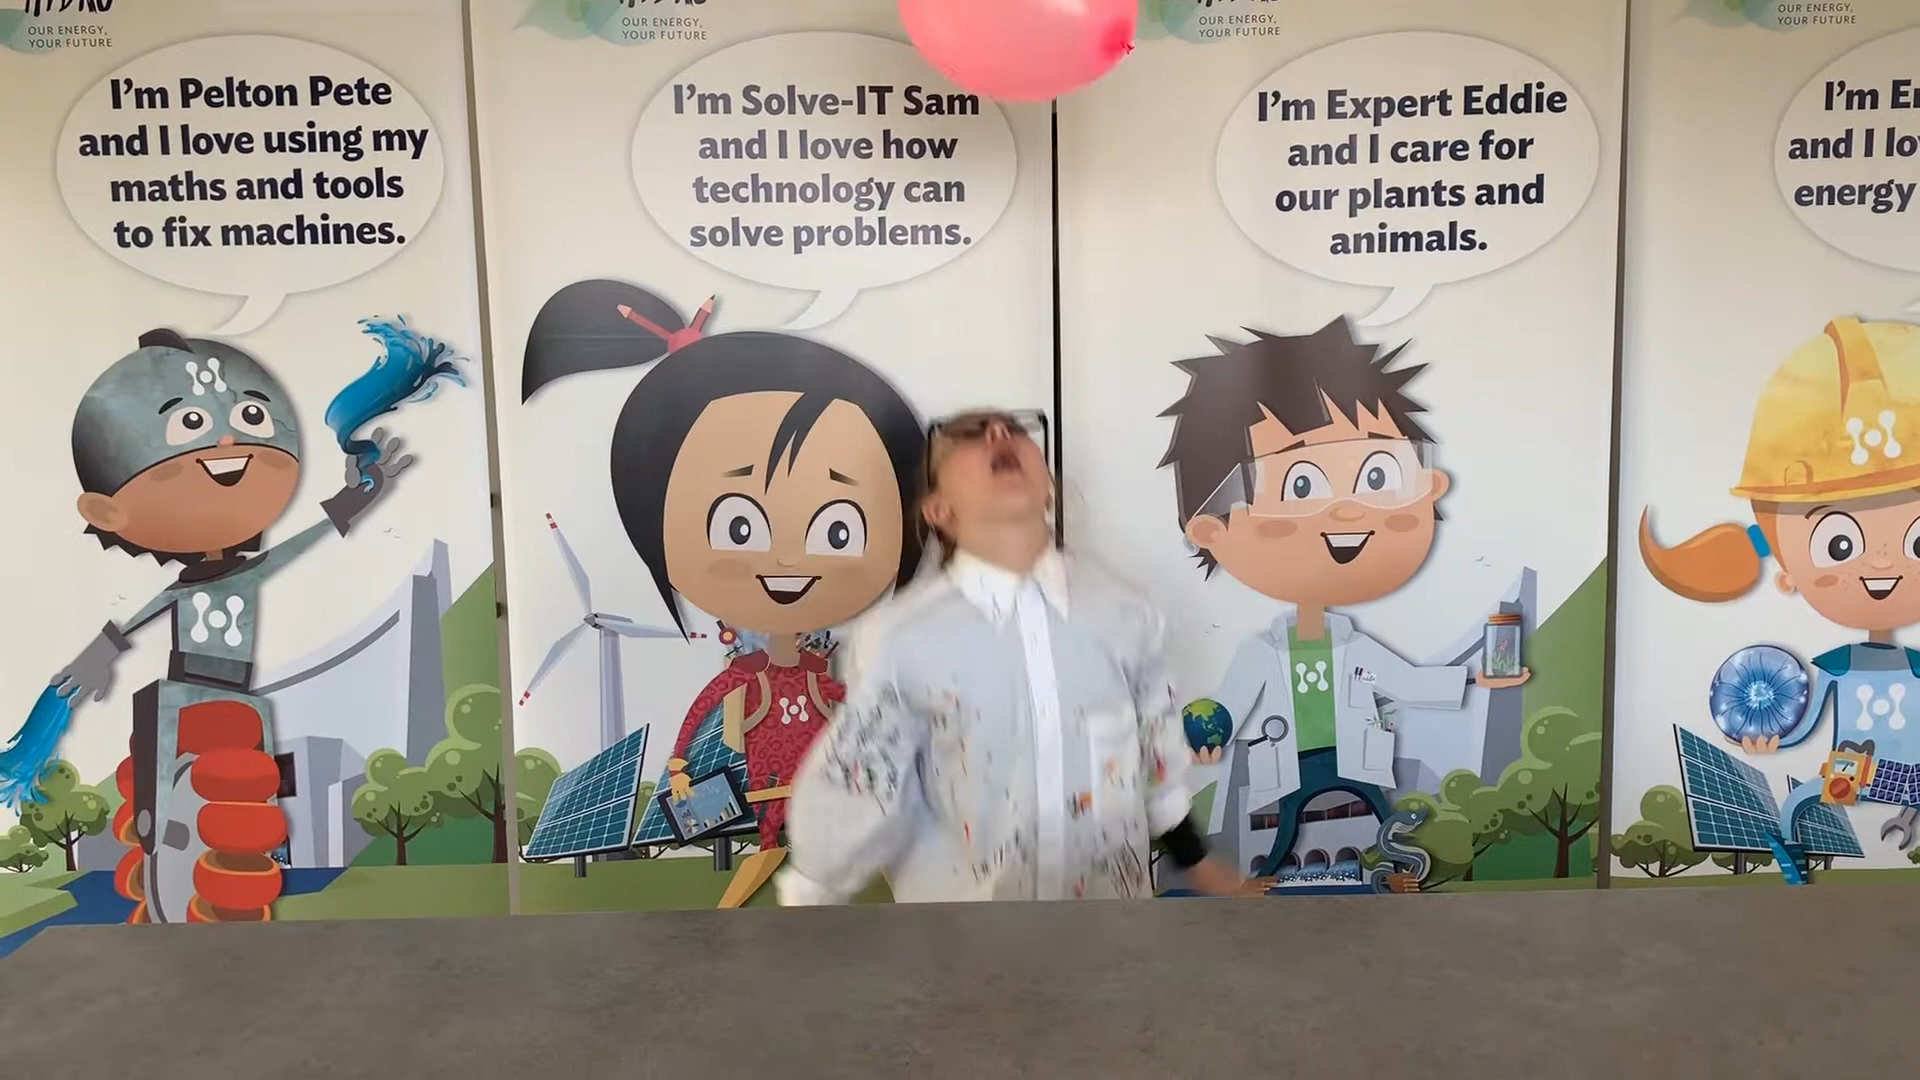 OUR ENERGY,
YOUR FUTURE
I'm Pelton Pete
and I love using my
maths and tools
to fix machines.
OUR ENERGY,
YOUR FUTURE
I'm Solve-IT Sam
and I love how
technology can
solve problems.
OUR ENERGY,
YOUR FUTURE
I'm Expert Eddie
and I care for
our plants and
animals.
OUR ENERGY,
YOUR FUTURE
I'm
and I
energy